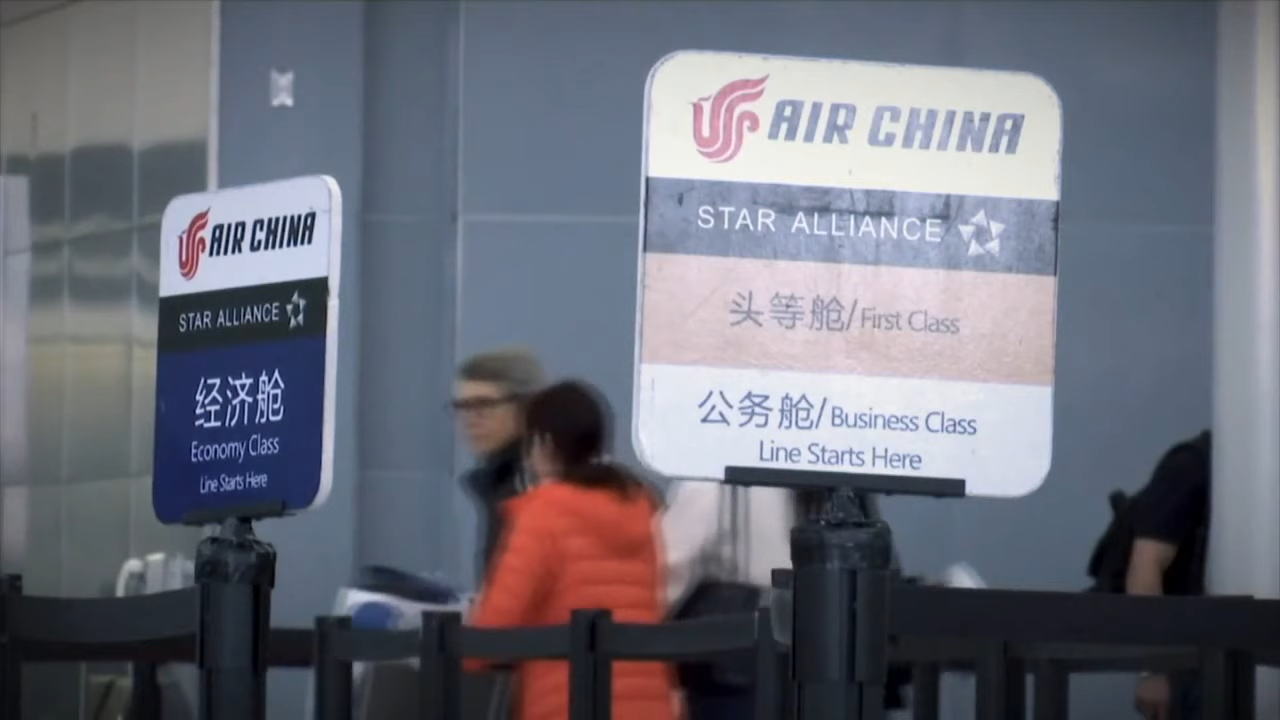 AIR CHINA
STAR ALLIANCE
经济舱
Economy Class
Line Starts Here
AIR CHINA
STAR ALLIANCE
头等舱/First Class
公务舱/Business Class
Line Starts Here